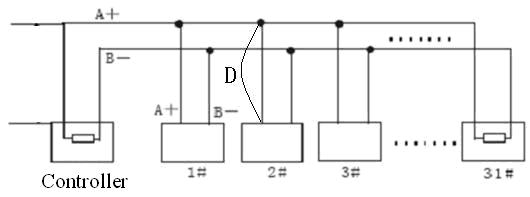 A+
B−
D
A+ B−
Controller 1# 2# 3# 31#